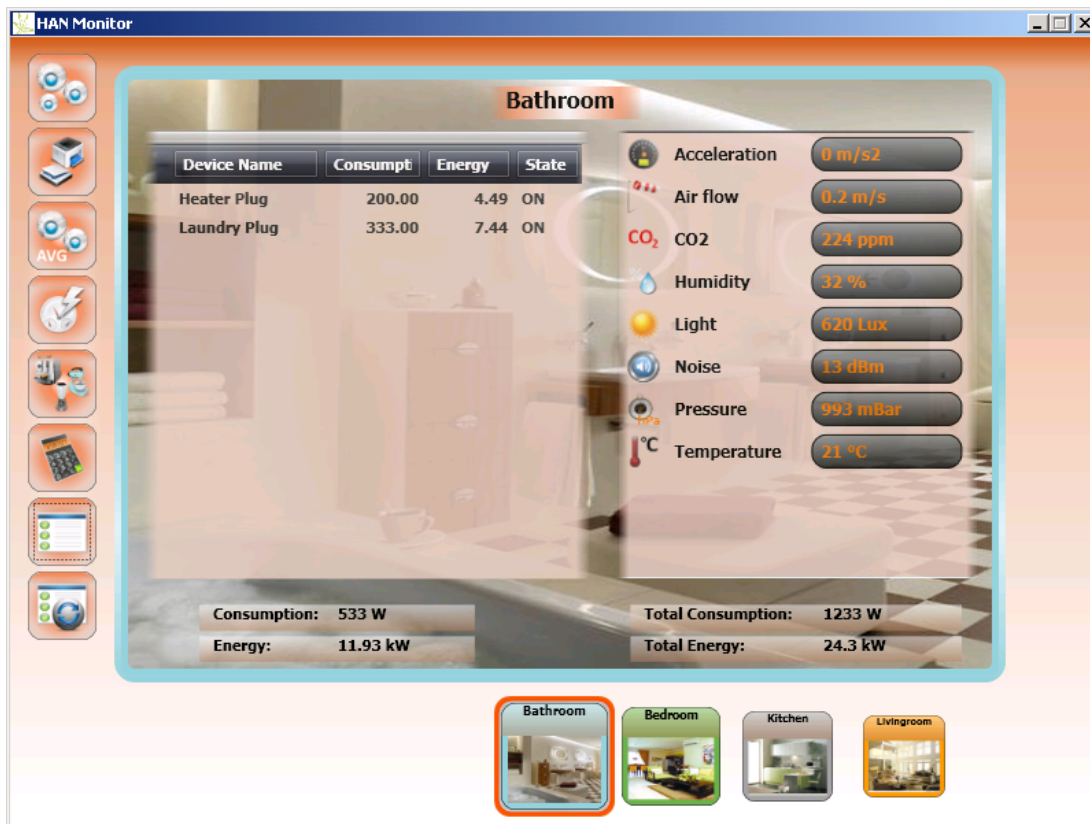 HAN Monitor
Bathroom
Device Name Consumpti Energy State
Heater Plug 200.00 4.49 ON
Laundry Plug 333.00 7.44 ON
Acceleration 0 m/s2
Air flow 0.2 m/s
CO₂ CO2 224 ppm
Humidity 32 %
Light 620 Lux
Noise 13 dBm
hPa Pressure 993 mBar
°C Temperature 21 °C
AVG
Consumption: 533 W
Energy: 11.93 kW
Total Consumption: 1233 W
Total Energy: 24.3 kW
Bathroom
Bedroom
Kitchen
Livingroom